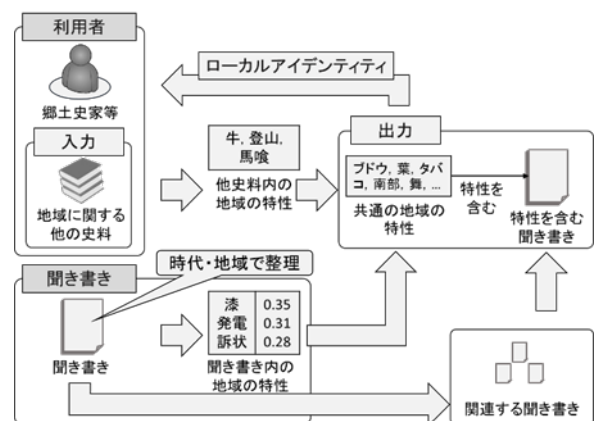 利用者
郷土史家等
入力
地域に関する
他の史料
ローカルアイデンティティ
牛, 登山,
馬喰
他史料内の
地域の特性
出力
ブドウ, 葉, タバ
コ, 南部, 舞, ...
共通の地域の
特性
特性を
含む
特性を含む
聞き書き
聞き書き
時代・地域で整理
聞き書き
漆 0.35
発電 0.31
訴状 0.28
聞き書き内の
地域の特性
関連する聞き書き